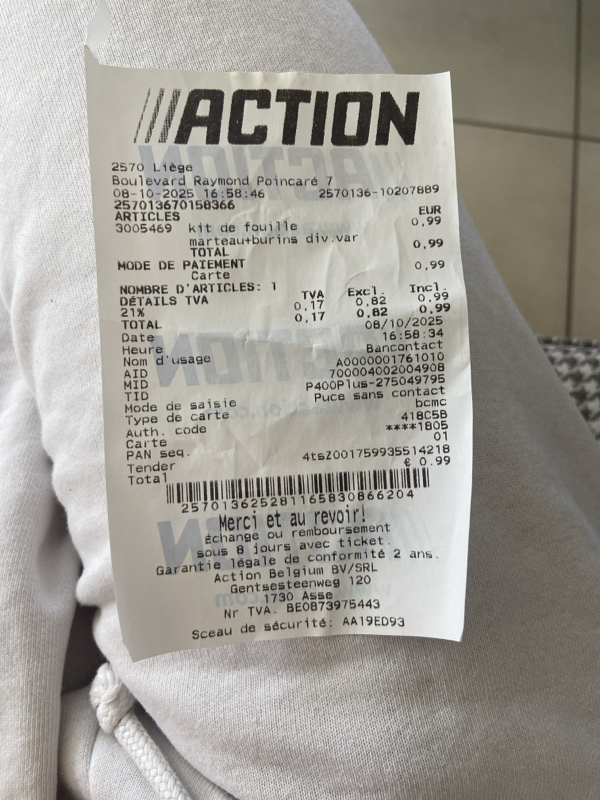 ///ACTION
2570 Liège
Boulevard Raymond Poincaré 7
08-10-2025 16:58:46 2570136-10207889
257013670158366
ARTICLES EUR
3005469 kit de fouille 0,99
marteau+burins div.var
TOTAL 0,99
MODE DE PAIEMENT
Carte 0,99
NOMBRE D'ARTICLES: 1
DÉTAILS TVA TVA Excl. Incl.
21% 0,17 0,82 0.99
TOTAL 0,17 0,82 0.99
Date 08/10/2025
Heure 16:58:34
Nom d'usage Bancontact
AID A0000001761010
MID 700004002004908
TID P400Plus-275049795
Mode de saisie Puce sans contact
Type de carte bcmc
Auth. code 418C5B
Carte ****1805
PAN seq. 01
Tender 4tsZ001759935514218
Total € 0.99
257013625281165830866204
Merci et au revoir!
échange ou remboursement
sous 8 jours avec ticket.
Garantie légale de conformité 2 ans.
Action Belgium BV/SRL
Gentsesteenweg 120
1730 Asse
Nr TVA. BE0873975443
Sceau de sécurité: AA19ED93